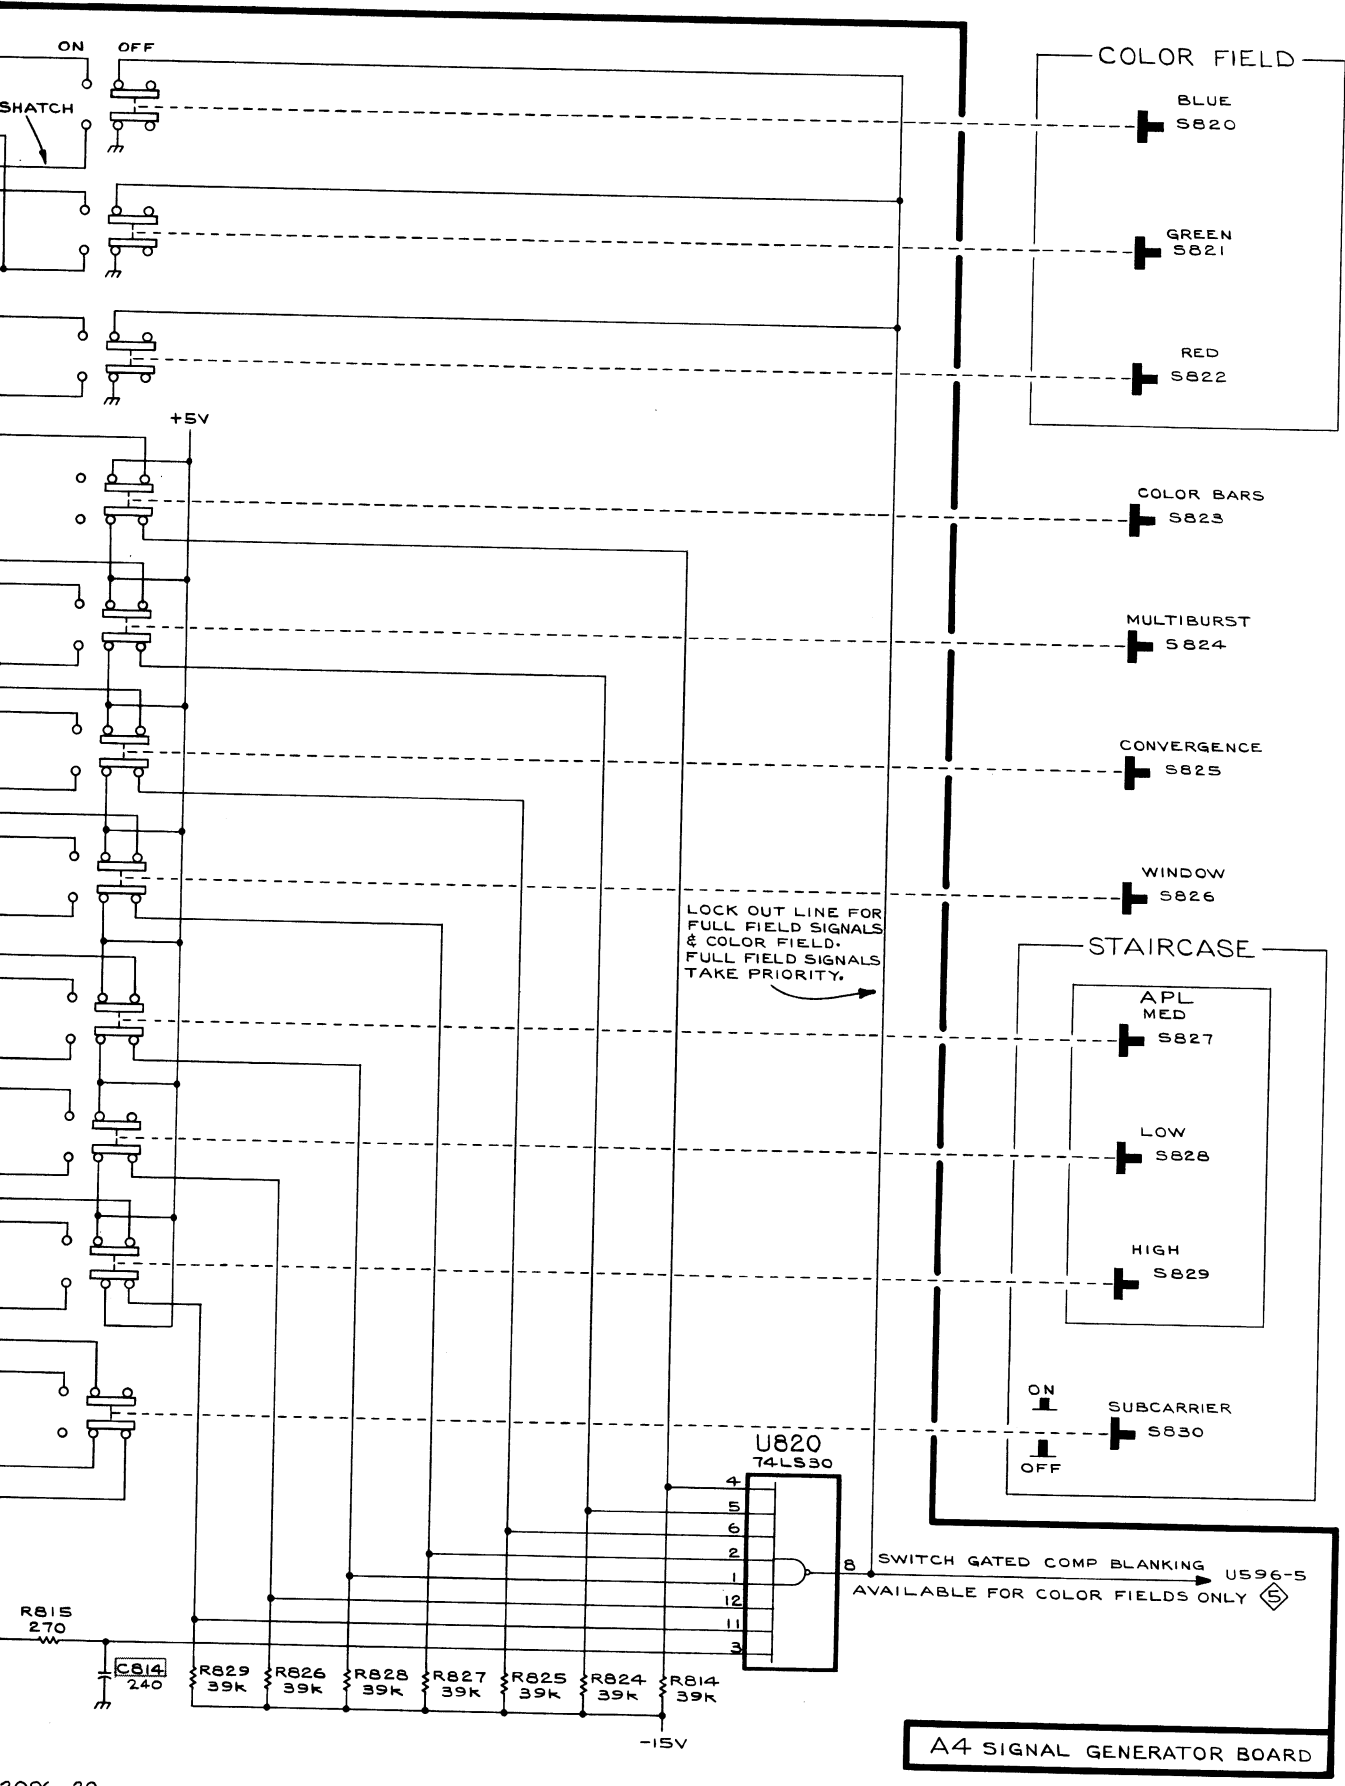 ON OFF
SHATCH
COLOR FIELD
BLUE
S820
GREEN
S821
RED
S822
+5V
COLOR BARS
S823
MULTIBURST
S824
CONVERGENCE
S825
WINDOW
S826
LOCK OUT LINE FOR
FULL FIELD SIGNALS
& COLOR FIELD.
FULL FIELD SIGNALS
TAKE PRIORITY.
STAIRCASE
APL
MED
S827
LOW
S828
HIGH
S829
ON
OFF
SUBCARRIER
S830
U820
74LS30
4
5
6
2
1
12
11
3
8
SWITCH GATED COMP BLANKING
AVAILABLE FOR COLOR FIELDS ONLY
U596-5
5
R815
270
C814
240
R829
39K
R826
39K
R828
39K
R827
39K
R825
39K
R824
39K
R814
39K
-15V
A4 SIGNAL GENERATOR BOARD